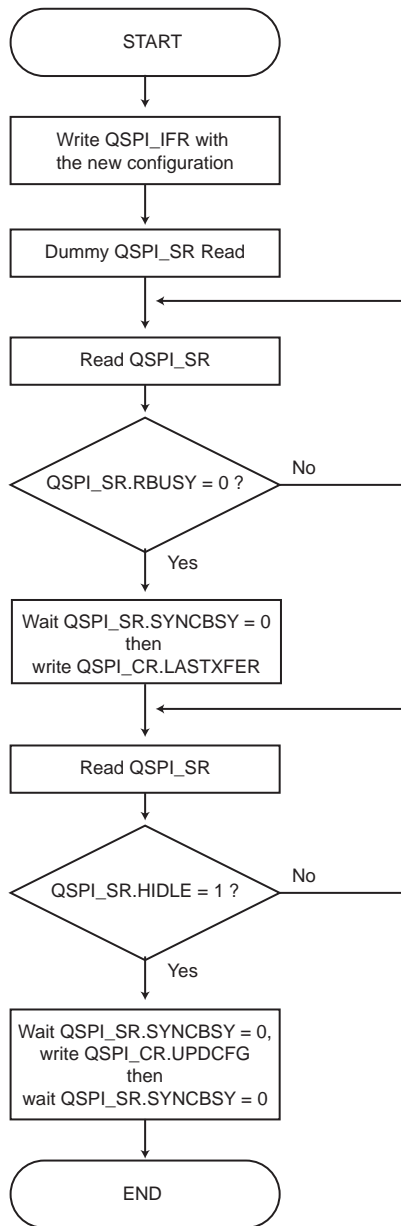 START
Write QSPI_IFR with
the new configuration
Dummy QSPI_SR Read
Read QSPI_SR
QSPI_SR.RBUSY = 0 ?
No
Yes
Wait QSPI_SR.SYNCBSY = 0
then
write QSPI_CR.LASTXFER
Read QSPI_SR
QSPI_SR.HIDLE = 1 ?
No
Yes
Wait QSPI_SR.SYNCBSY = 0,
write QSPI_CR.UPDCFG
then
wait QSPI_SR.SYNCBSY = 0
END